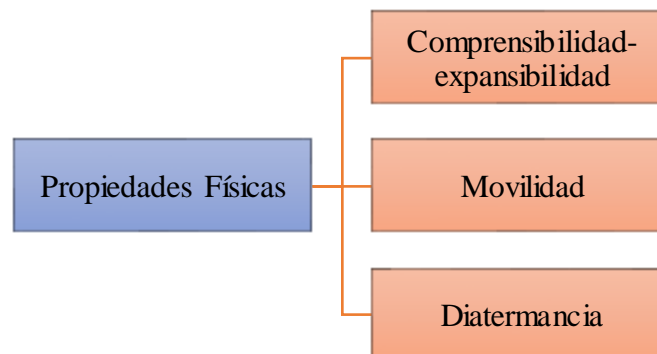 Comprensibilidad-
expansibilidad
Propiedades Físicas
Movilidad
Diatermancia